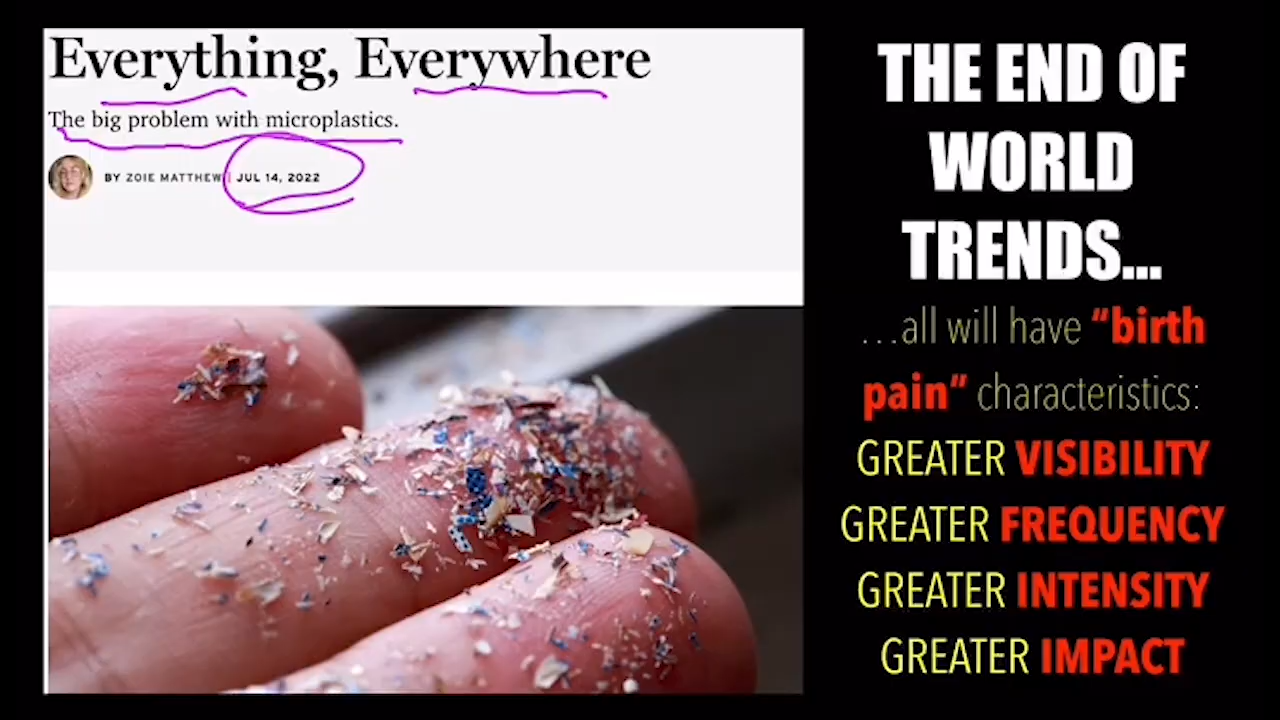 Everything, Everywhere
The big problem with microplastics.
BY ZOIE MATTHEW | JUL 14, 2022
THE END OF
WORLD
TRENDS...
...all will have “birth
pain” characteristics:
GREATER VISIBILITY
GREATER FREQUENCY
GREATER INTENSITY
GREATER IMPACT